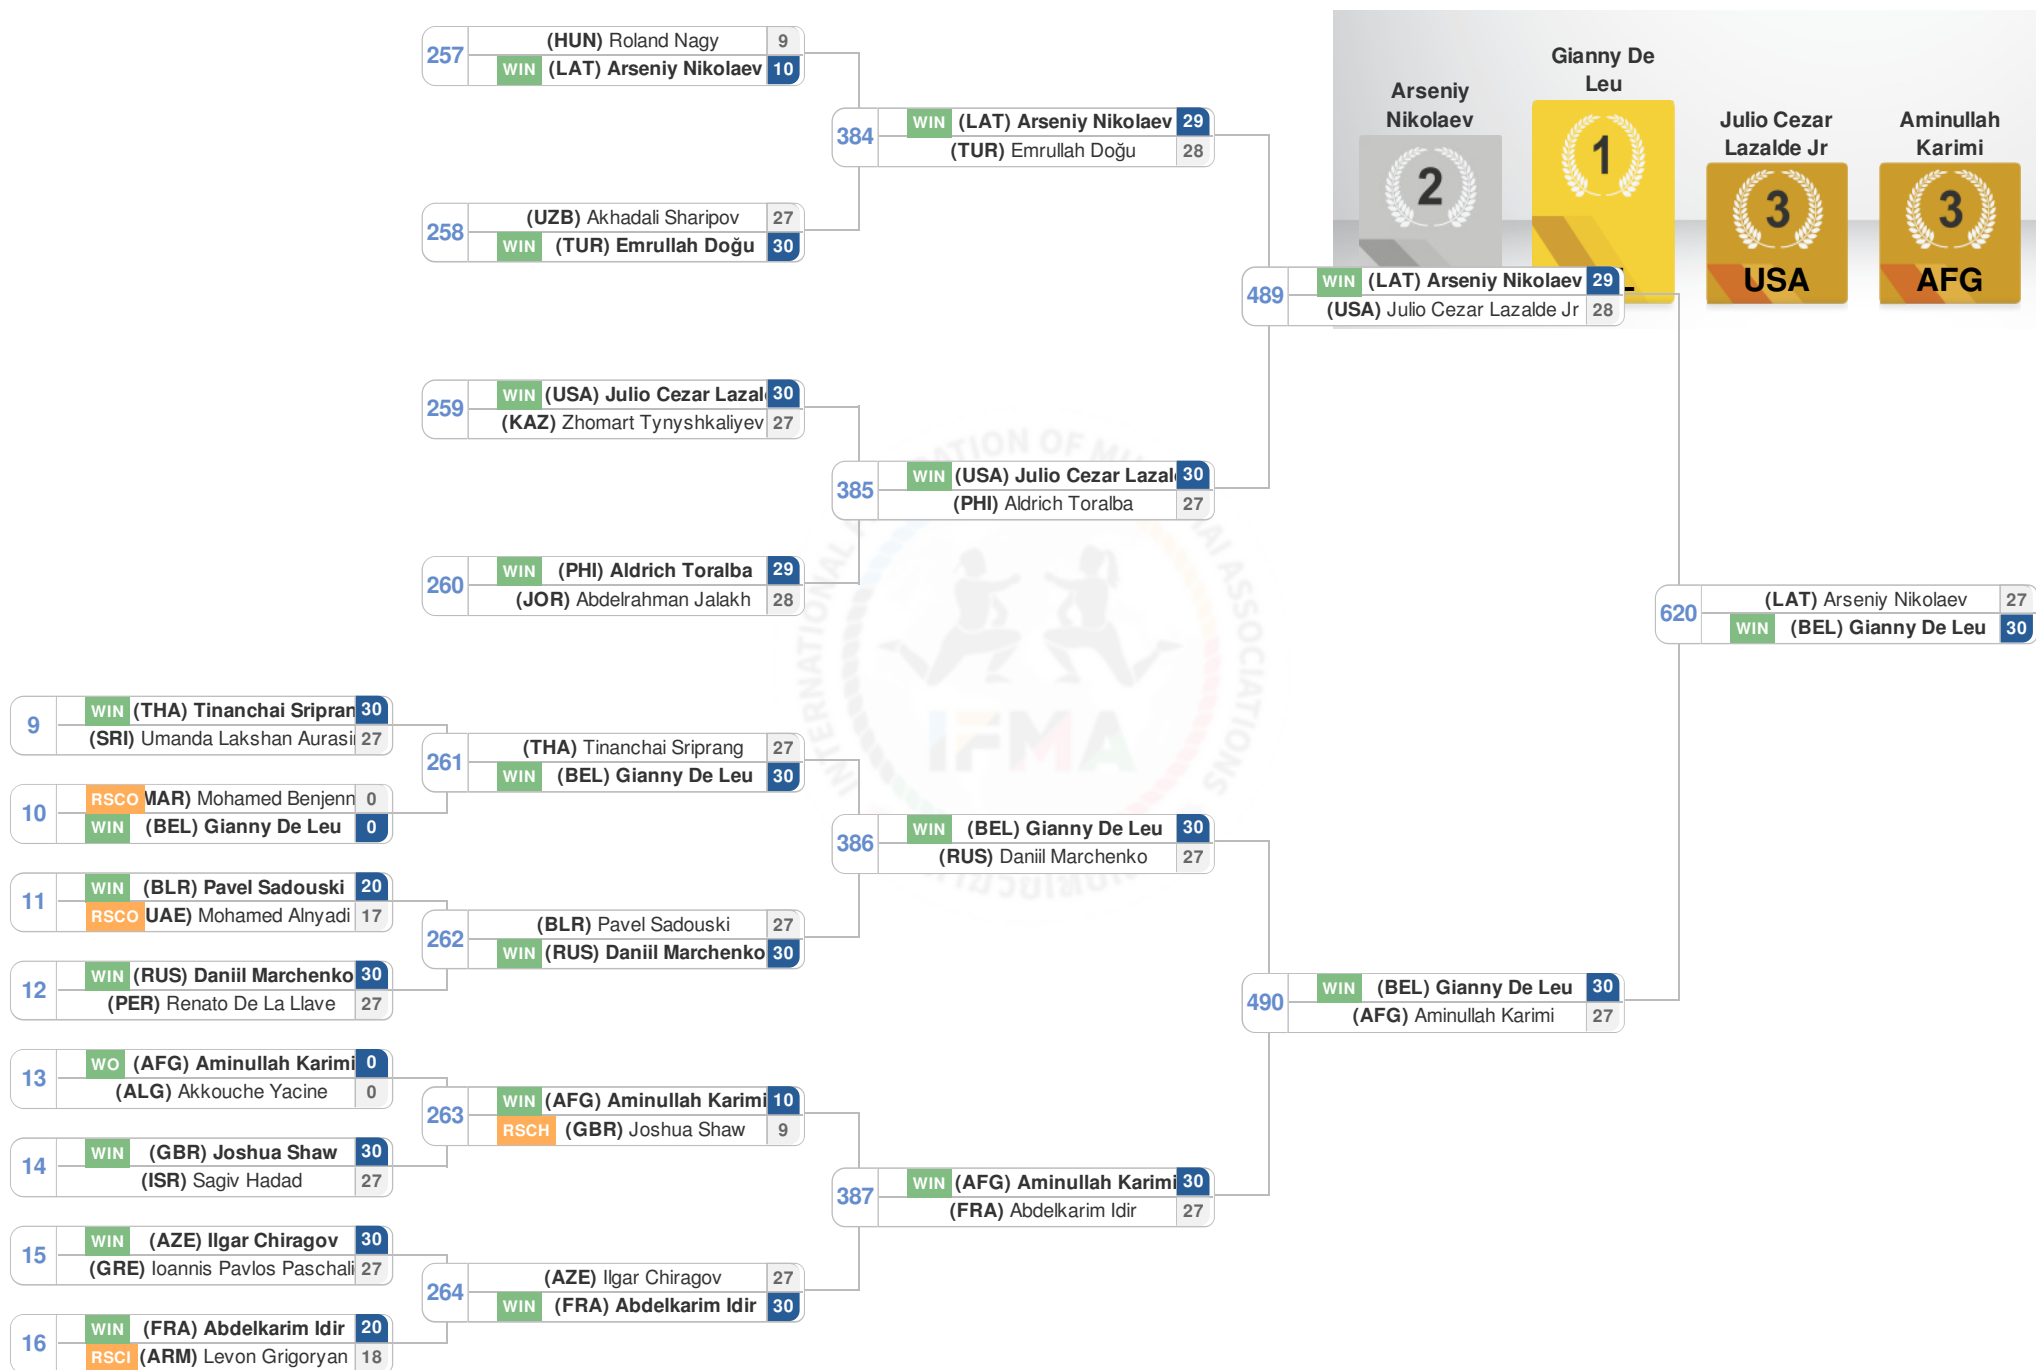 257
(HUN) Roland Nagy 9
WIN (LAT) Arseniy Nikolaev 10
258
(UZB) Akhadali Sharipov 27
WIN (TUR) Emrullah Doğu 30
259
WIN (USA) Julio Cezar Lazal 30
(KAZ) Zhomart Tynyshkaliyev 27
260
WIN (PHI) Aldrich Toralba 29
(JOR) Abdelrahman Jalakh 28
9
WIN (THA) Tinanchai Sripran 30
(SRI) Umanda Lakshan Aurasi 27
10
RSCO MAR) Mohamed Benjenn 0
WIN (BEL) Gianny De Leu 0
11
WIN (BLR) Pavel Sadouski 20
RSCO UAE) Mohamed Alnyadi 17
12
WIN (RUS) Daniil Marchenko 30
(PER) Renato De La Llave 27
13
WO (AFG) Aminullah Karimi 0
(ALG) Akkouche Yacine 0
14
WIN (GBR) Joshua Shaw 30
(ISR) Sagiv Hadad 27
15
WIN (AZE) Ilgar Chiragov 30
(GRE) Ioannis Pavlos Paschali 27
16
WIN (FRA) Abdelkarim Idir 20
RSCI (ARM) Levon Grigoryan 18
261
(THA) Tinanchai Sriprang 27
WIN (BEL) Gianny De Leu 30
262
(BLR) Pavel Sadouski 27
WIN (RUS) Daniil Marchenko 30
263
WIN (AFG) Aminullah Karimi 10
RSCH (GBR) Joshua Shaw 9
264
(AZE) Ilgar Chiragov 27
WIN (FRA) Abdelkarim Idir 30
384
WIN (LAT) Arseniy Nikolaev 29
(TUR) Emrullah Doğu 28
385
WIN (USA) Julio Cezar Lazal 30
(PHI) Aldrich Toralba 27
386
WIN (BEL) Gianny De Leu 30
(RUS) Daniil Marchenko 27
387
WIN (AFG) Aminullah Karimi 30
(FRA) Abdelkarim Idir 27
489
WIN (LAT) Arseniy Nikolaev 29
(USA) Julio Cezar Lazalde Jr 28
490
WIN (BEL) Gianny De Leu 30
(AFG) Aminullah Karimi 27
620
(LAT) Arseniy Nikolaev 27
WIN (BEL) Gianny De Leu 30
Arseniy
Nikolaev
2
Gianny De
Leu
1
L
Julio Cezar
Lazalde Jr
3
USA
Aminullah
Karimi
3
AFG
IFMA
INTERNATIONAL
ASSOCIATIONS